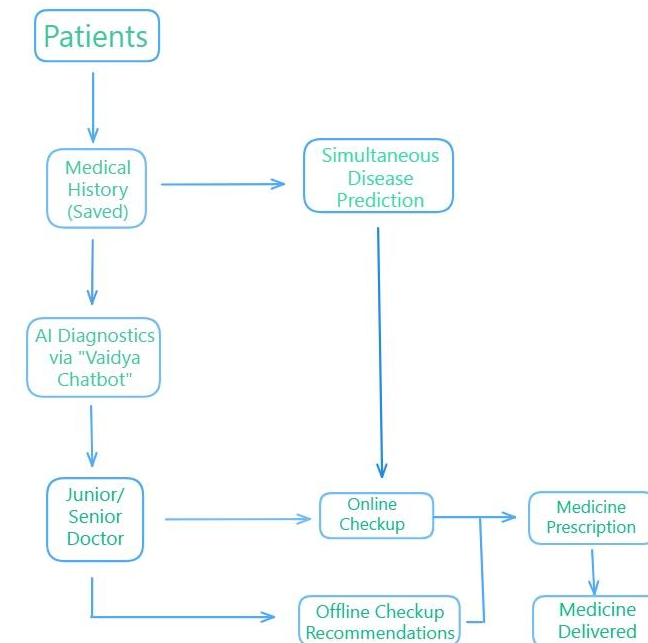 Patients
Medical
History
(Saved)
Simultaneous
Disease
Prediction
AI Diagnostics
via "Vaidya
Chatbot"
Junior/
Senior
Doctor
Online
Checkup
Medicine
Prescription
Offline Checkup
Recommendations
Medicine
Delivered